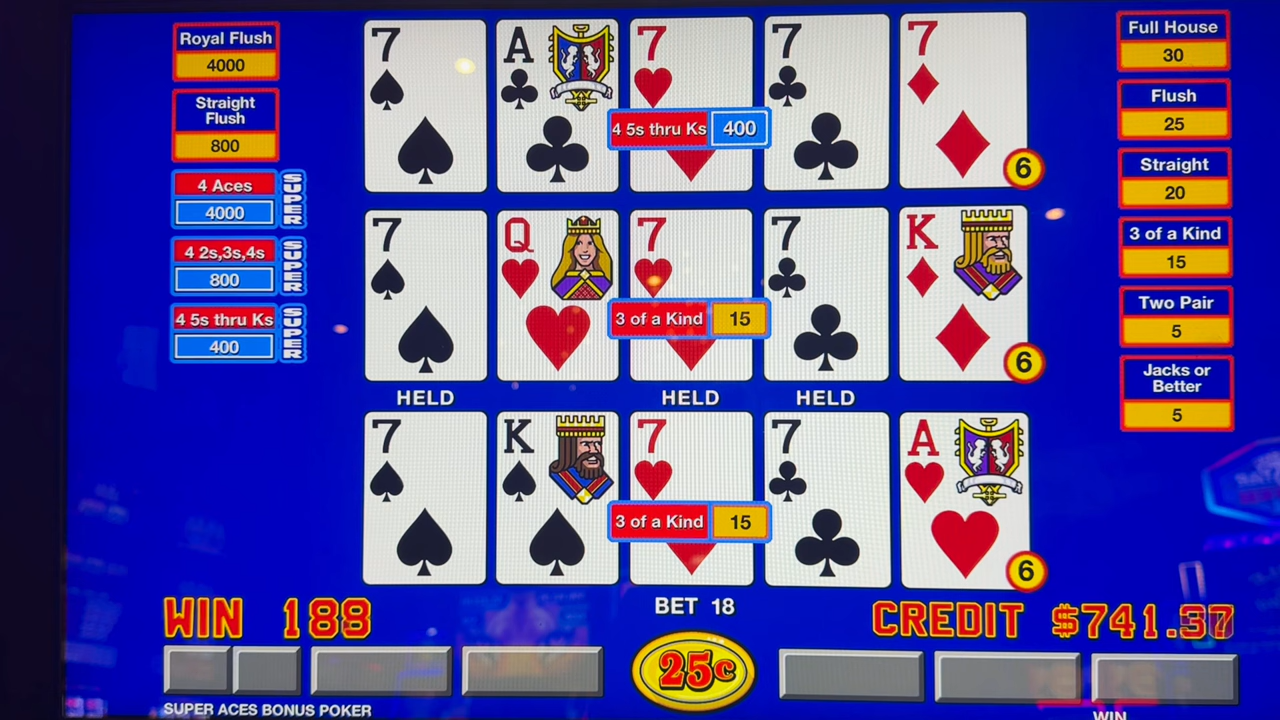 Royal Flush
4000
Straight
Flush
800
4 Aces
4000
SUPER
4 2s,3s,4s
800
SUPER
4 5s thru Ks
400
SUPER
7
A
7
7
7
4 5s thru Ks 400
6
7
Q
7
7
K
3 of a Kind 15
6
HELD
HELD
HELD
7
K
7
7
A
3 of a Kind 15
6
Full House
30
Flush
25
Straight
20
3 of a Kind
15
Two Pair
5
Jacks or
Better
5
WIN
BET 18
CREDIT
25¢
SUPER ACES BONUS POKER
WIN